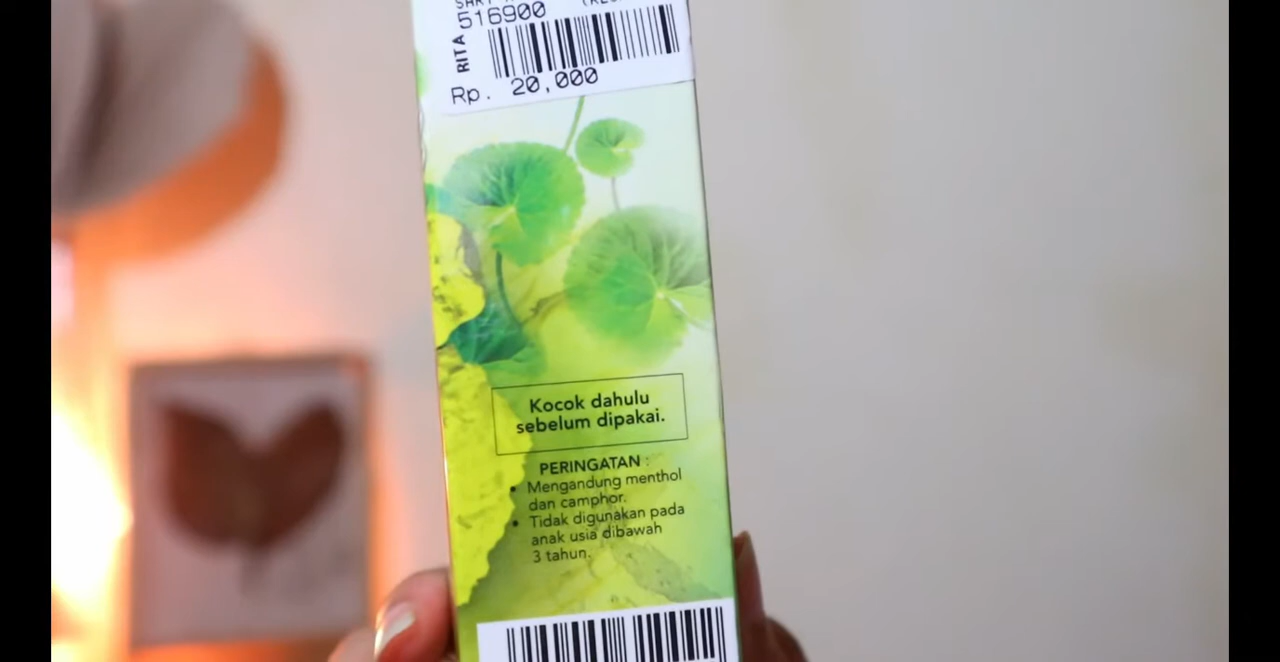 516900
RITA
Rp. 20,000
Kocok dahulu
sebelum dipakai.
PERINGATAN :
• Mengandung menthol
dan camphor.
• Tidak digunakan pada
anak usia dibawah
3 tahun.